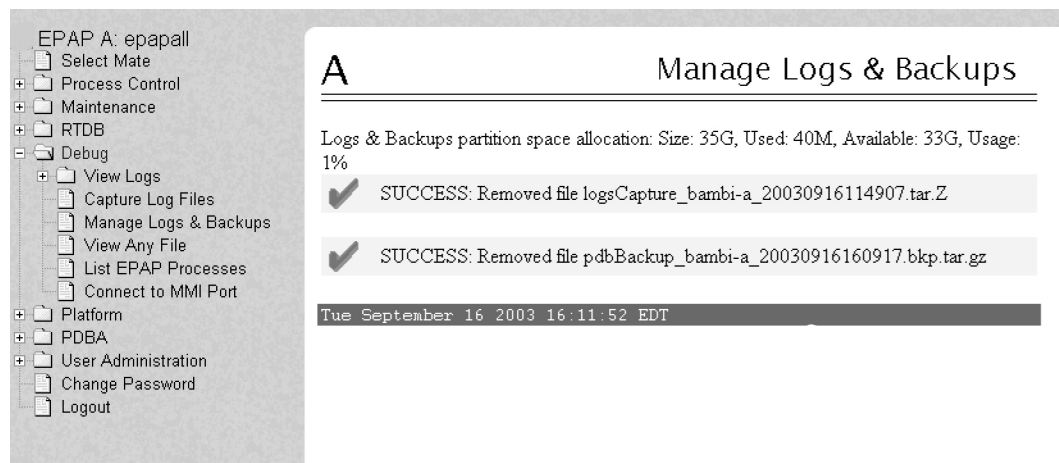 EPAP A: epapall
Select Mate
Process Control
Maintenance
RTDB
Debug
View Logs
Capture Log Files
Manage Logs & Backups
View Any File
List EPAP Processes
Connect to MMI Port
Platform
PDBA
User Administration
Change Password
Logout
A
Manage Logs & Backups
Logs & Backups partition space allocation: Size: 35G, Used: 40M, Available: 33G, Usage:
1%
SUCCESS: Removed file logsCapture_bambi-a_20030916114907.tar.Z
SUCCESS: Removed file pdbBackup_bambi-a_20030916160917.bkp.tar.gz
Tue September 16 2003 16:11:52 EDT